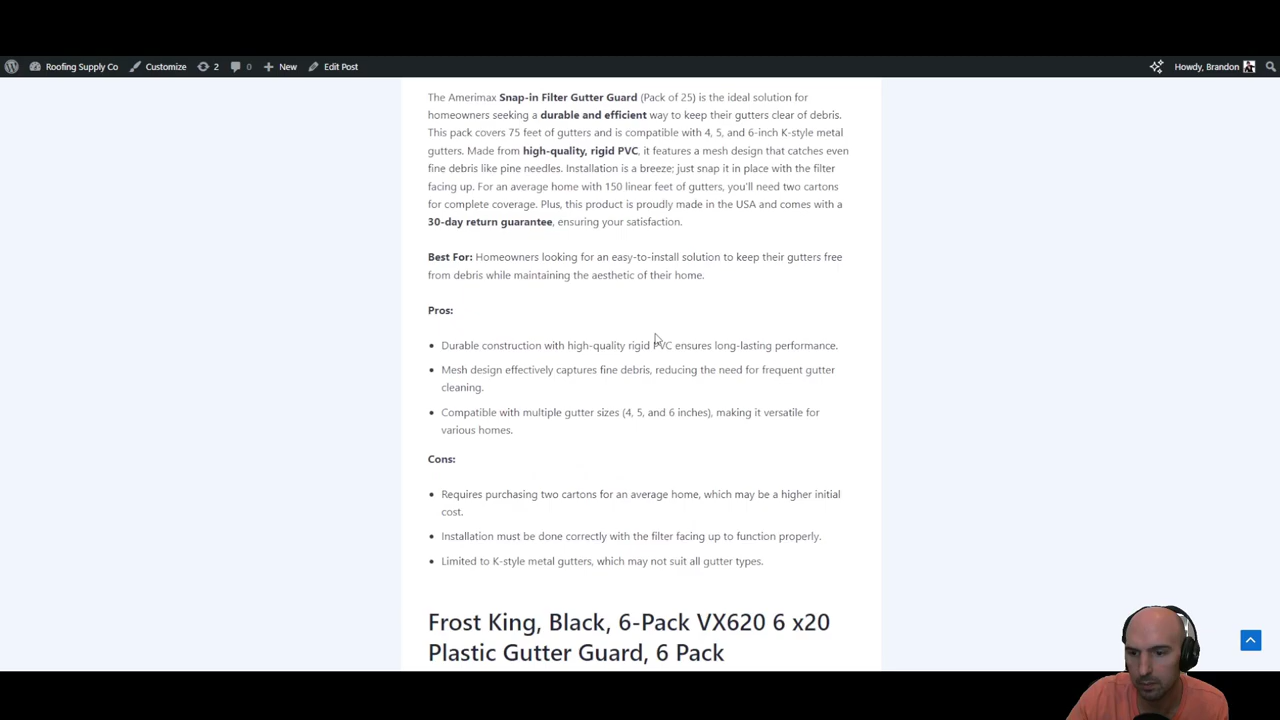 Roofing Supply Co Customize 2 0 New Edit Post Howdy, Brandon
The Amerimax Snap-in Filter Gutter Guard (Pack of 25) is the ideal solution for
homeowners seeking a durable and efficient way to keep their gutters clear of debris.
This pack covers 75 feet of gutters and is compatible with 4, 5, and 6-inch K-style metal
gutters. Made from high-quality, rigid PVC, it features a mesh design that catches even
fine debris like pine needles. Installation is a breeze; just snap it in place with the filter
facing up. For an average home with 150 linear feet of gutters, you'll need two cartons
for complete coverage. Plus, this product is proudly made in the USA and comes with a
30-day return guarantee, ensuring your satisfaction.
Best For: Homeowners looking for an easy-to-install solution to keep their gutters free
from debris while maintaining the aesthetic of their home.
Pros:
• Durable construction with high-quality rigid PVC ensures long-lasting performance.
• Mesh design effectively captures fine debris, reducing the need for frequent gutter
cleaning.
• Compatible with multiple gutter sizes (4, 5, and 6 inches), making it versatile for
various homes.
Cons:
• Requires purchasing two cartons for an average home, which may be a higher initial
cost.
• Installation must be done correctly with the filter facing up to function properly.
• Limited to K-style metal gutters, which may not suit all gutter types.
Frost King, Black, 6-Pack VX620 6 x20
Plastic Gutter Guard, 6 Pack